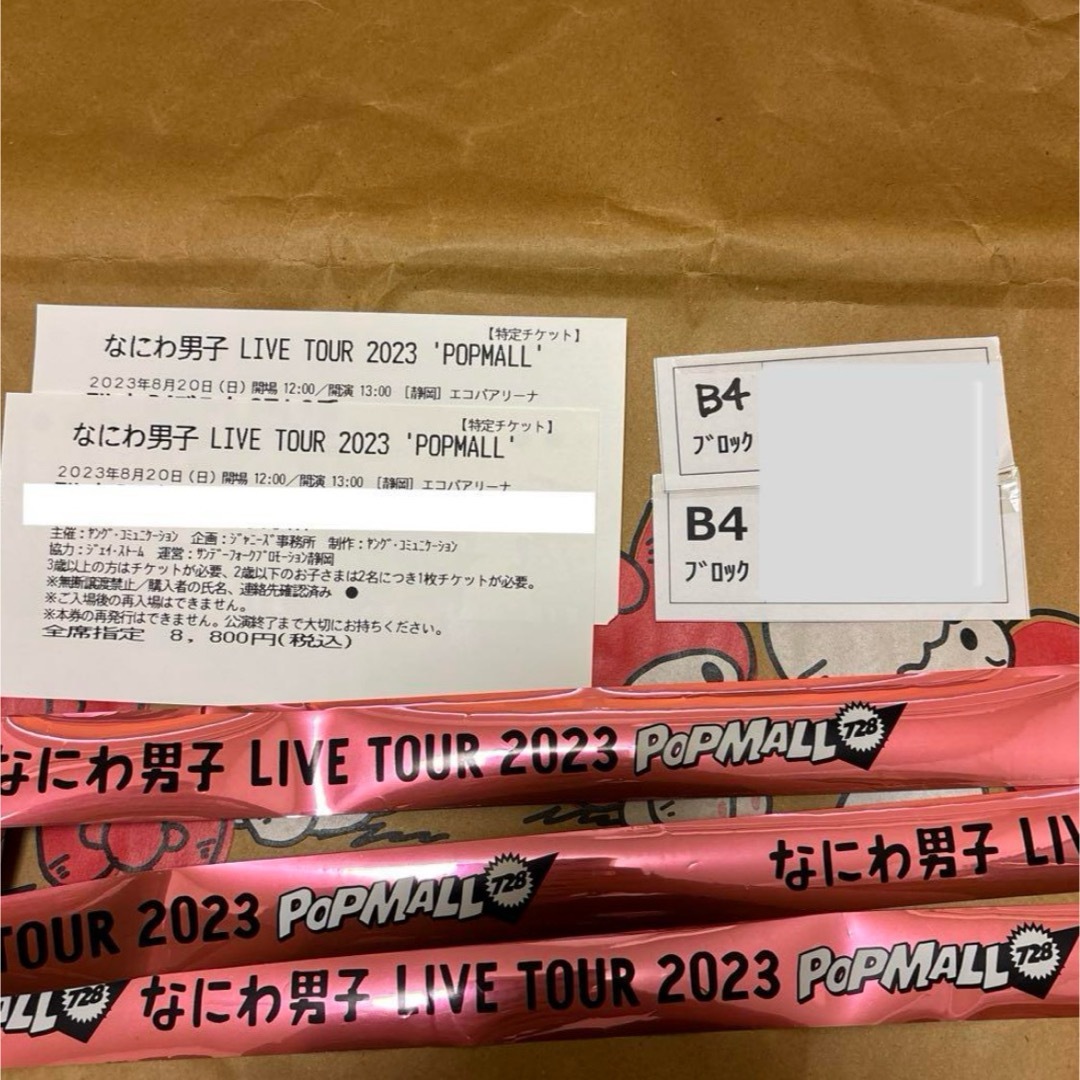 【特定チケット】
なにわ男子 LIVE TOUR 2023 'POPMALL'
2023年8月20日（日）開場 12:00／開演 13:00 ［静岡］エコパアリーナ
【特定チケット】
なにわ男子 LIVE TOUR 2023 'POPMALL'
2023年8月20日（日）開場 12:00／開演 13:00 ［静岡］エコパアリーナ
主催：ﾔﾝｸﾞ･ｺﾐｭﾆｹｰｼｮﾝ 企画：ｼﾞｬﾆｰｽﾞ事務所 制作：ﾔﾝｸﾞ･ｺﾐｭﾆｹｰｼｮﾝ
協力：ｼﾞｪｲ･ｽﾄｰﾑ 運営：ｻﾝﾃﾞｰﾌｫｰｸﾌﾟﾛﾓｰｼｮﾝ静岡
3歳以上の方はチケットが必要、2歳以下のお子さまは2名につき1枚チケットが必要。
※無断譲渡禁止／購入者の氏名、連絡先確認済み ●
※ご入場後の再入場はできません。
※本券の再発行はできません。公演終了まで大切にお持ちください。
全席指定 8,800円(税込)
B4
ﾌﾞﾛｯｸ
B4
ﾌﾞﾛｯｸ
なにわ男子 LIVE TOUR 2023 POPMALL 728
TOUR 2023 POPMALL 728 なにわ男子 LIV
ALL 728 なにわ男子 LIVE TOUR 2023 POPMALL 728